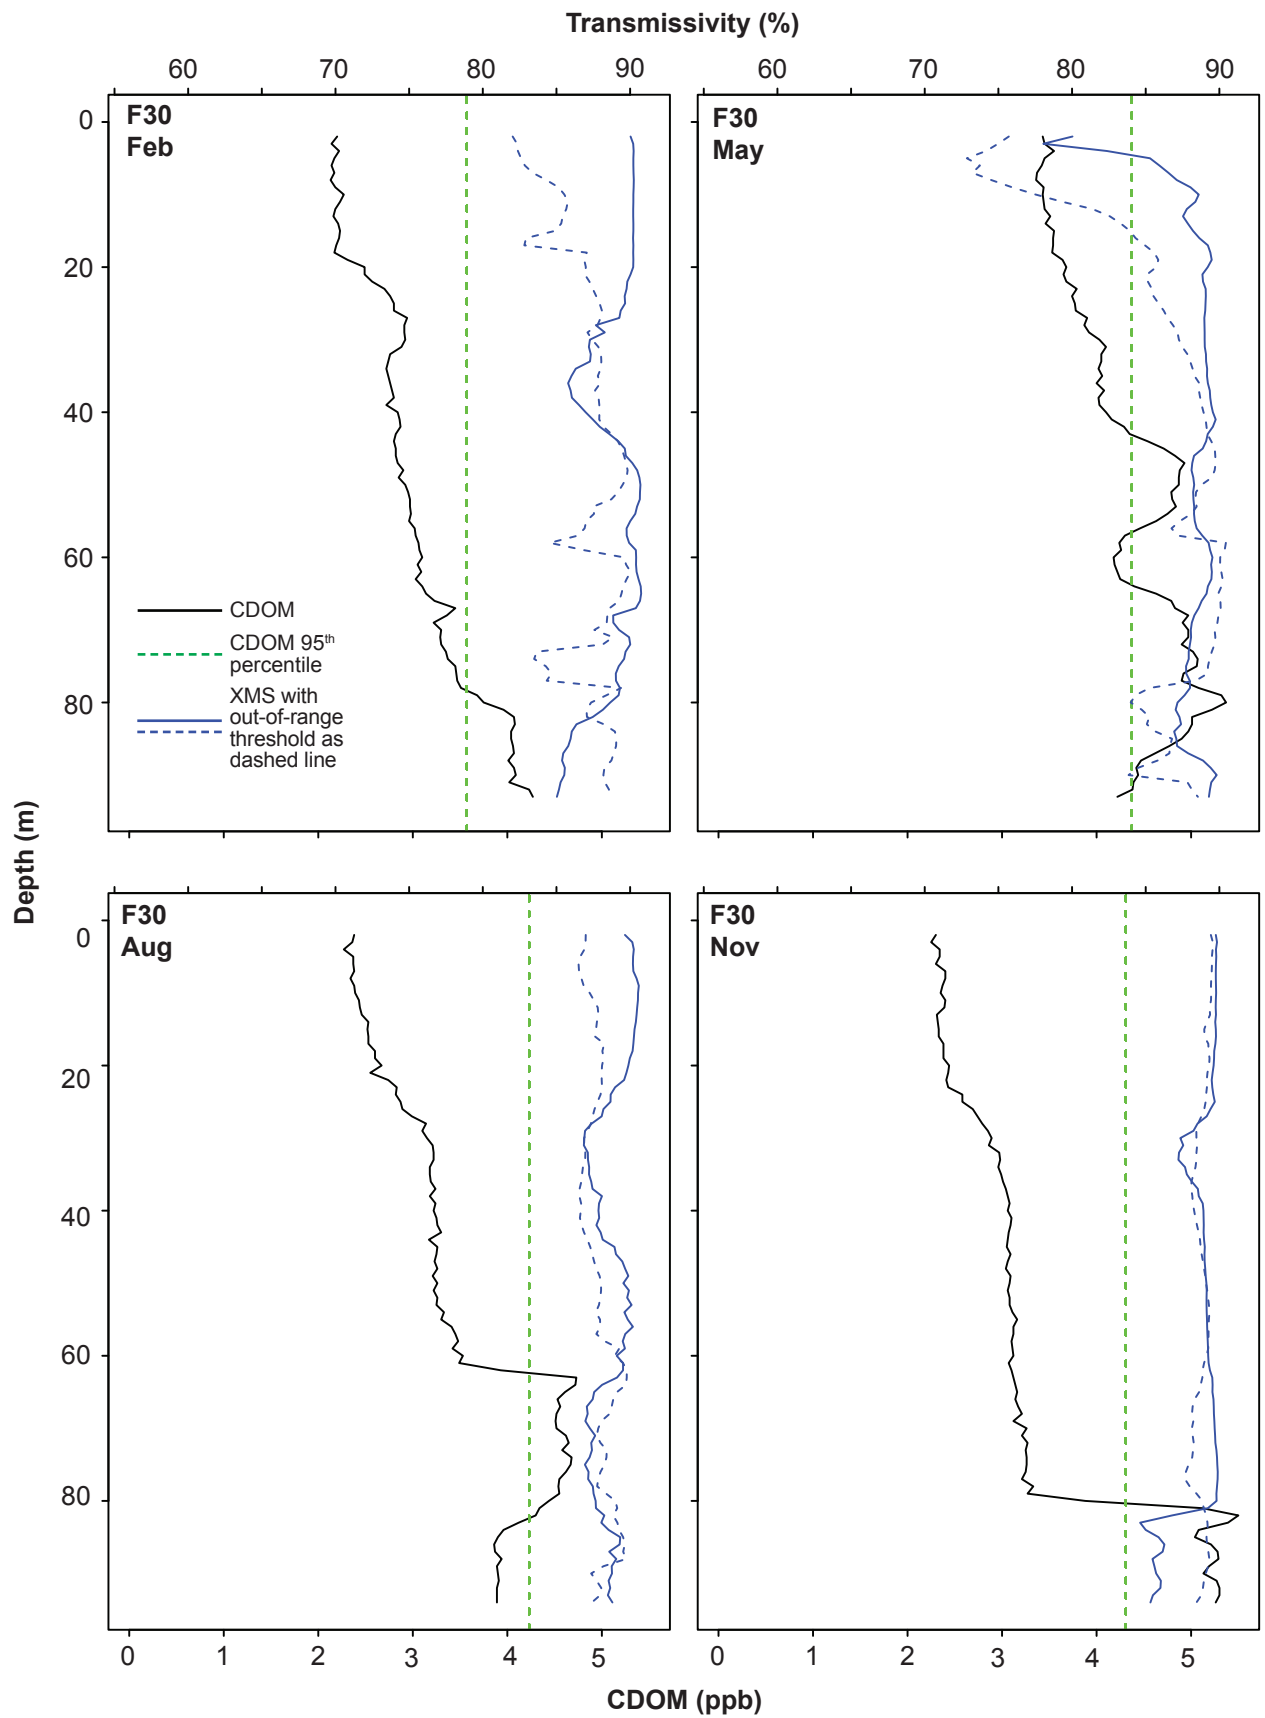 Transmissivity (%)
60 70 80 90 60 70 80 90
F30
Feb
F30
May
0
20
40
60
80
CDOM
CDOM 95th
percentile
XMS with
out-of-range
threshold as
dashed line
Depth (m)
F30
Aug
F30
Nov
0
20
40
60
80
0 1 2 3 4 5 0 1 2 3 4 5
CDOM (ppb)